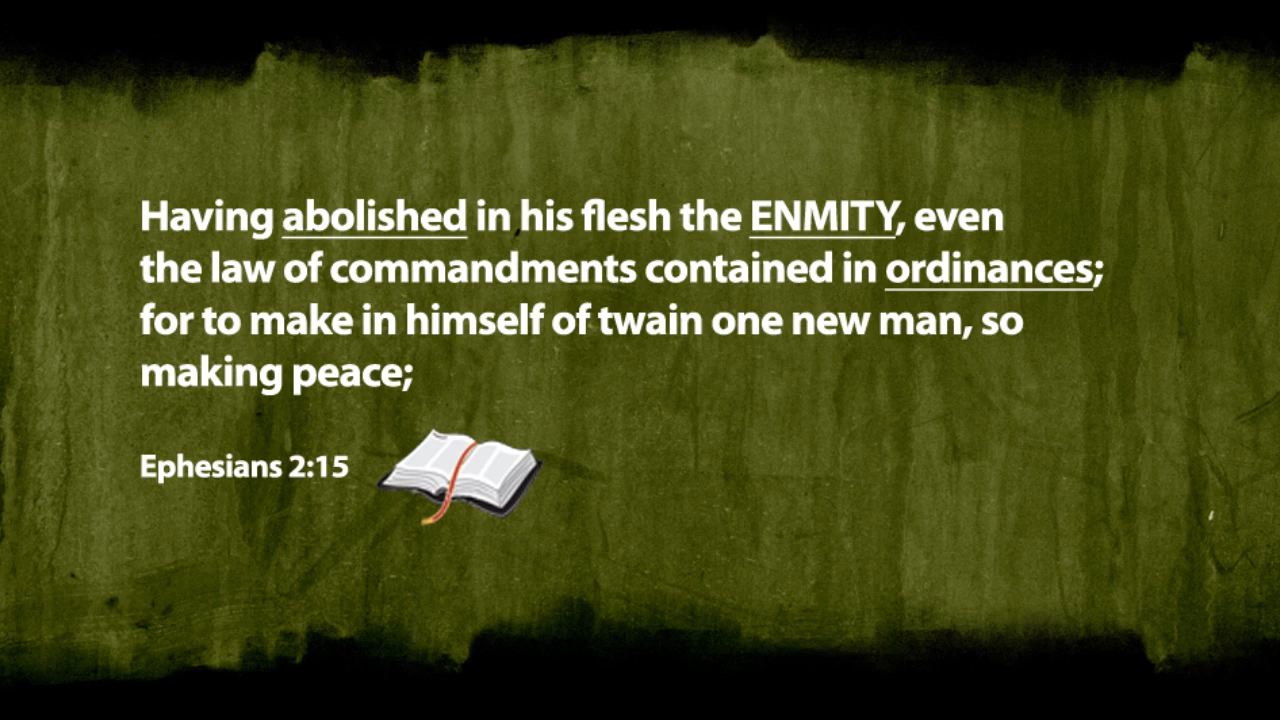 Having abolished in his flesh the ENMITY, even
the law of commandments contained in ordinances;
for to make in himself of twain one new man, so
making peace;
Ephesians 2:15